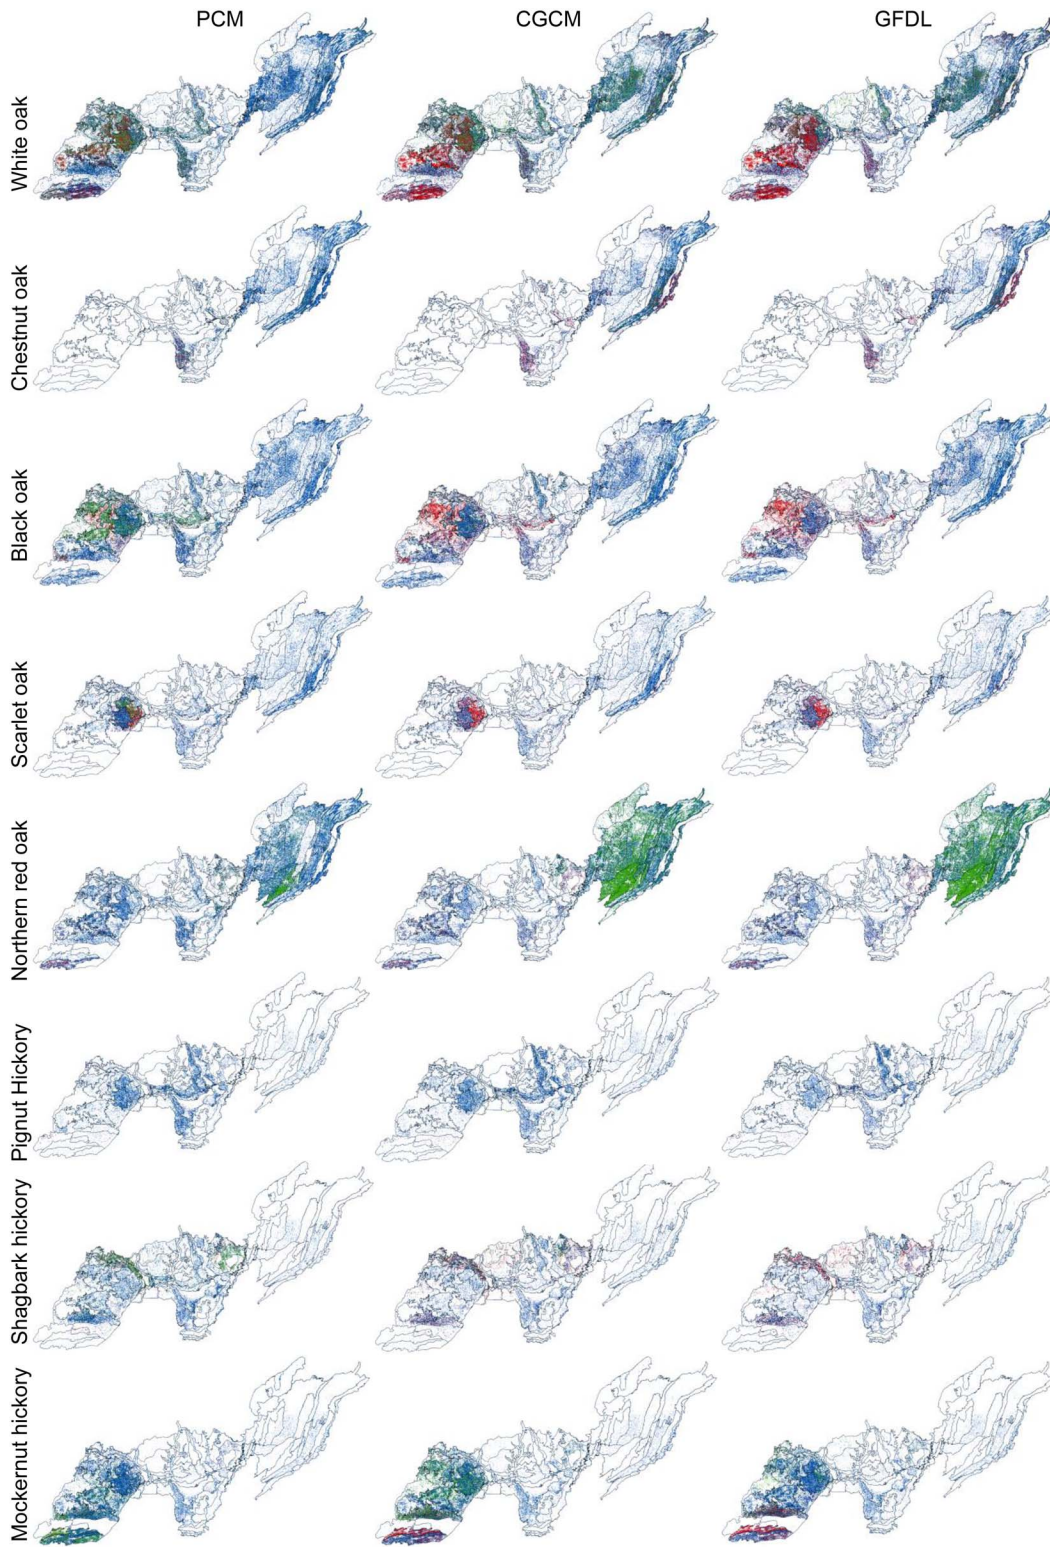 PCM CGCM GFDL
White oak
Chestnut oak
Black oak
Scarlet oak
Northern red oak
Pignut Hickory
Shagbark hickory
Mockernut hickory